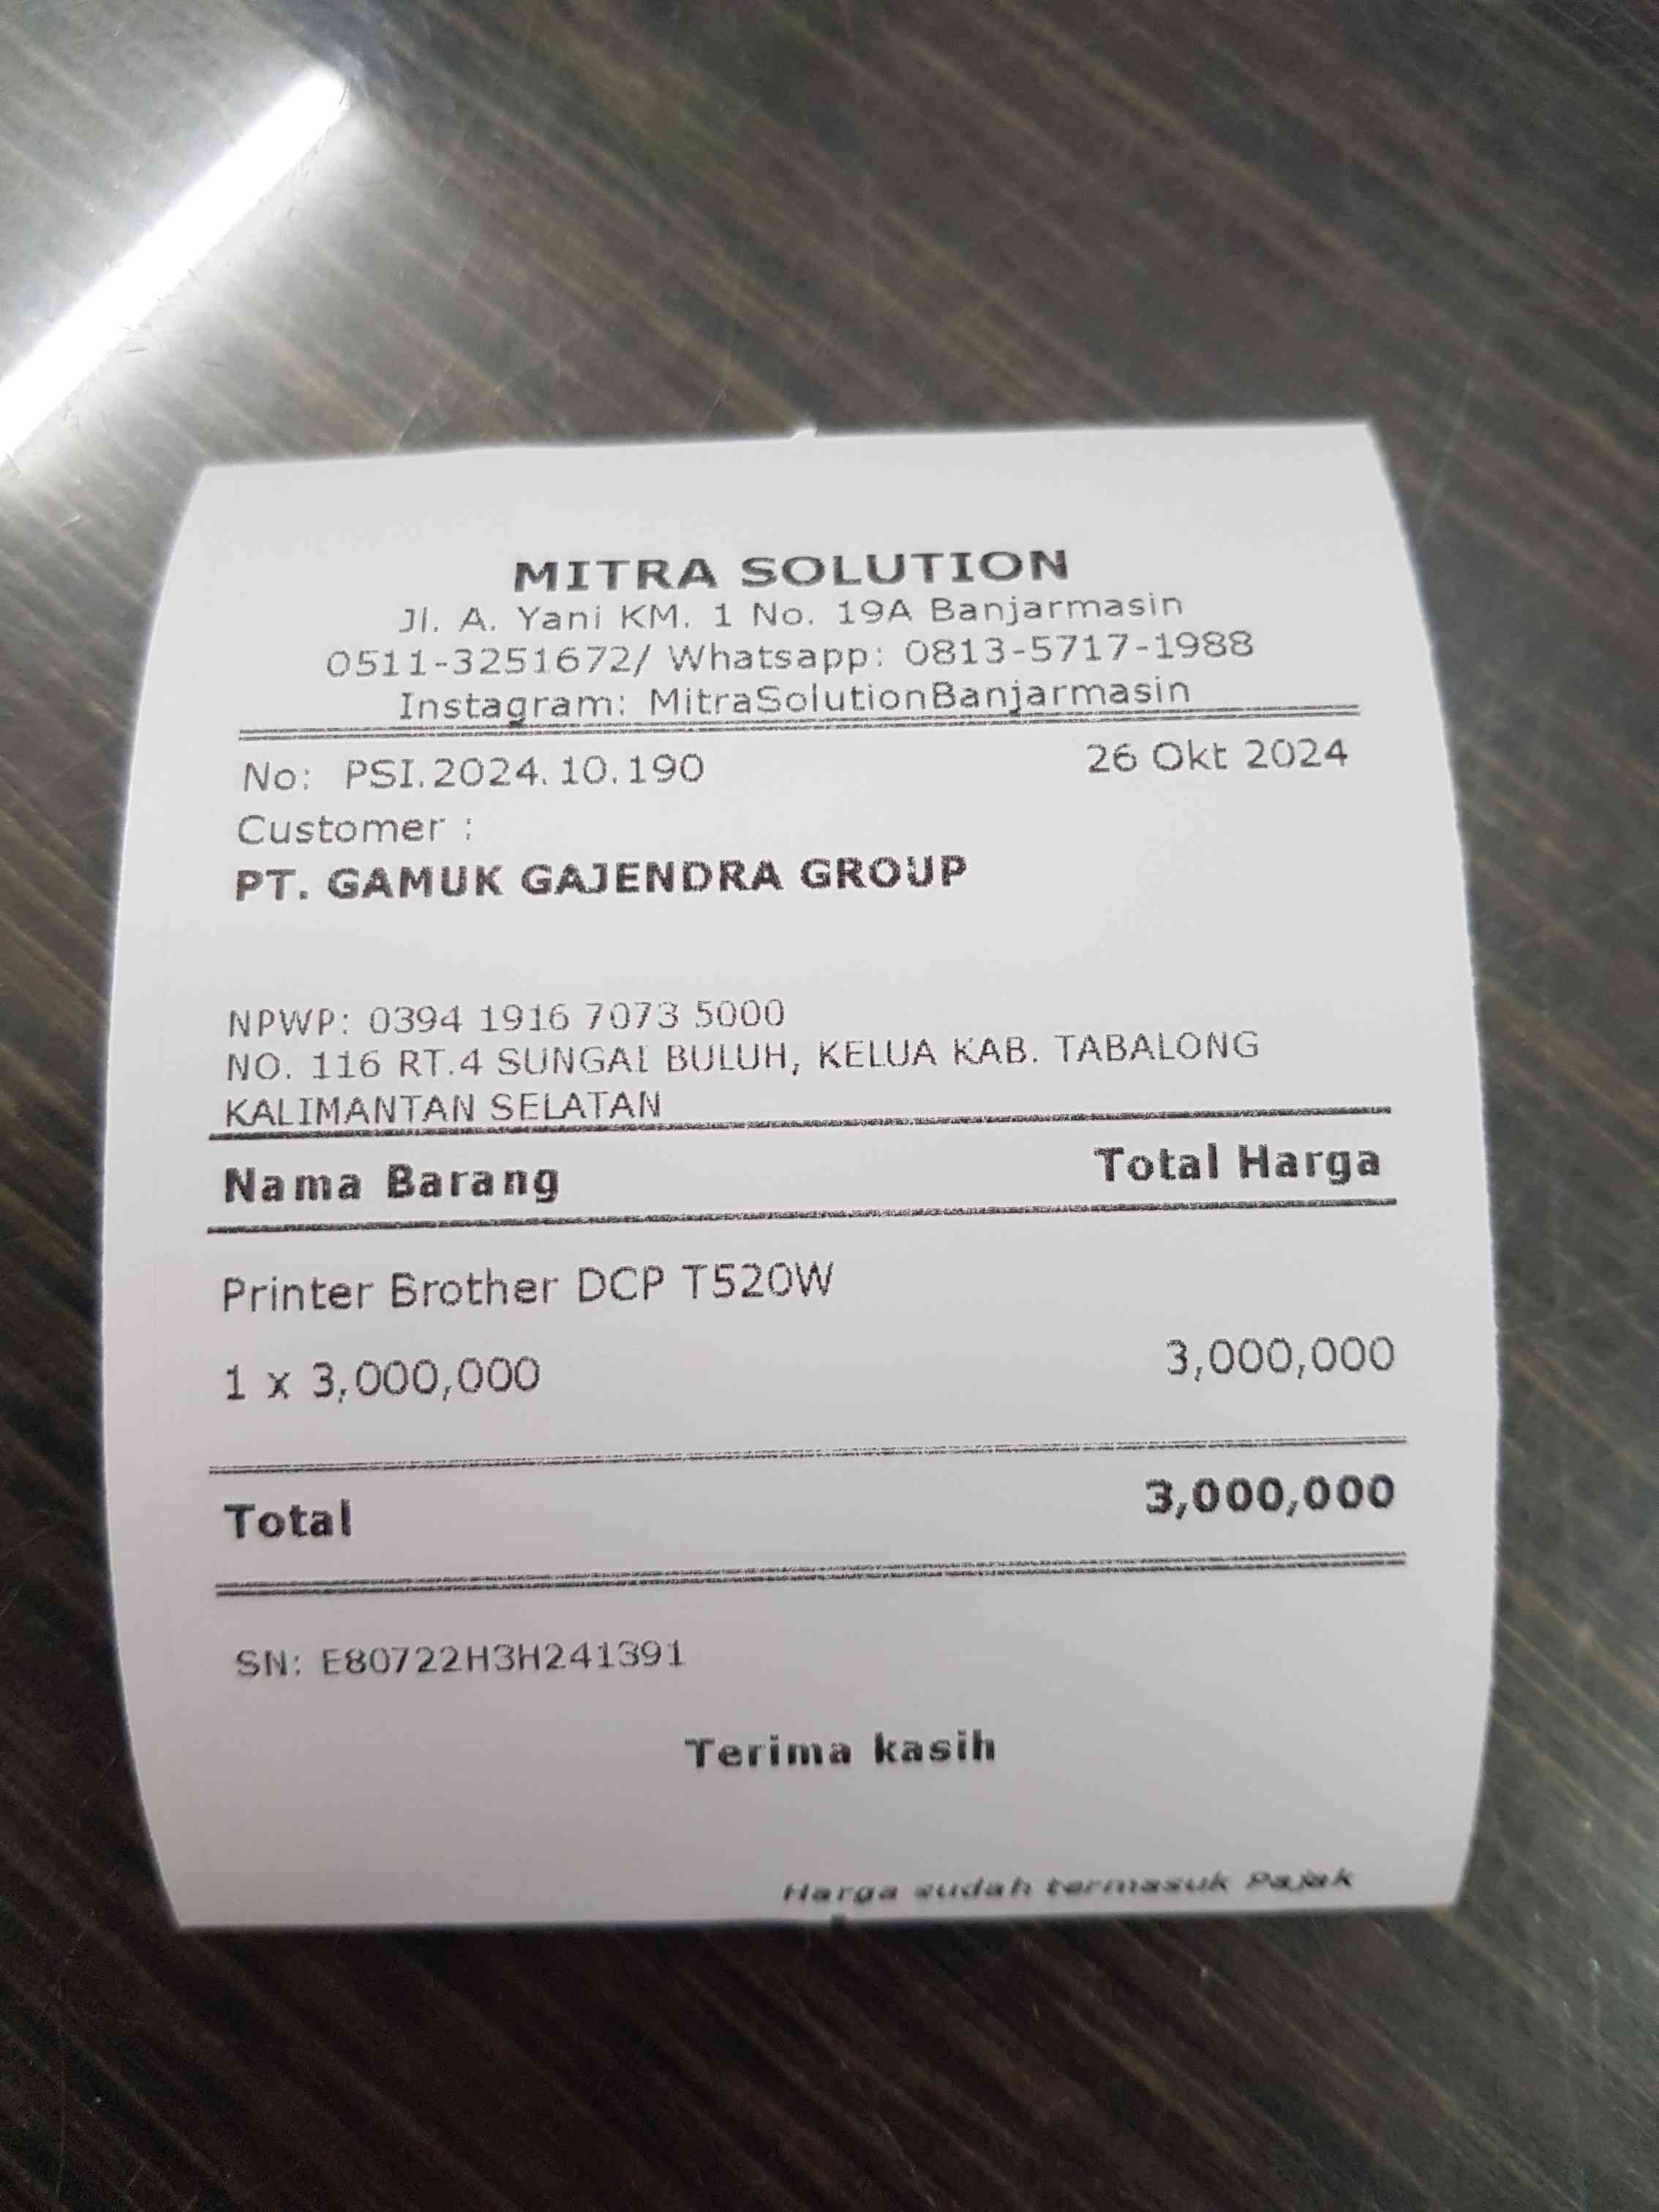 MITRA SOLUTION
Jl. A. Yani KM. 1 No. 19A Banjarmasin
0511-3251672/ Whatsapp: 0813-5717-1988
Instagram: MitraSolutionBanjarmasin
No: PSI.2024.10.190 26 Okt 2024
Customer :
PT. GAMUK GAJENDRA GROUP
NPWP: 0394 1916 7073 5000
NO. 116 RT.4 SUNGAI BULUH, KELUA KAB. TABALONG
KALIMANTAN SELATAN
Nama Barang Total Harga
Printer Brother DCP T520W
1 x 3,000,000 3,000,000
Total 3,000,000
SN: E80722H3H241391
Terima kasih
Harga sudah termasuk Pajak